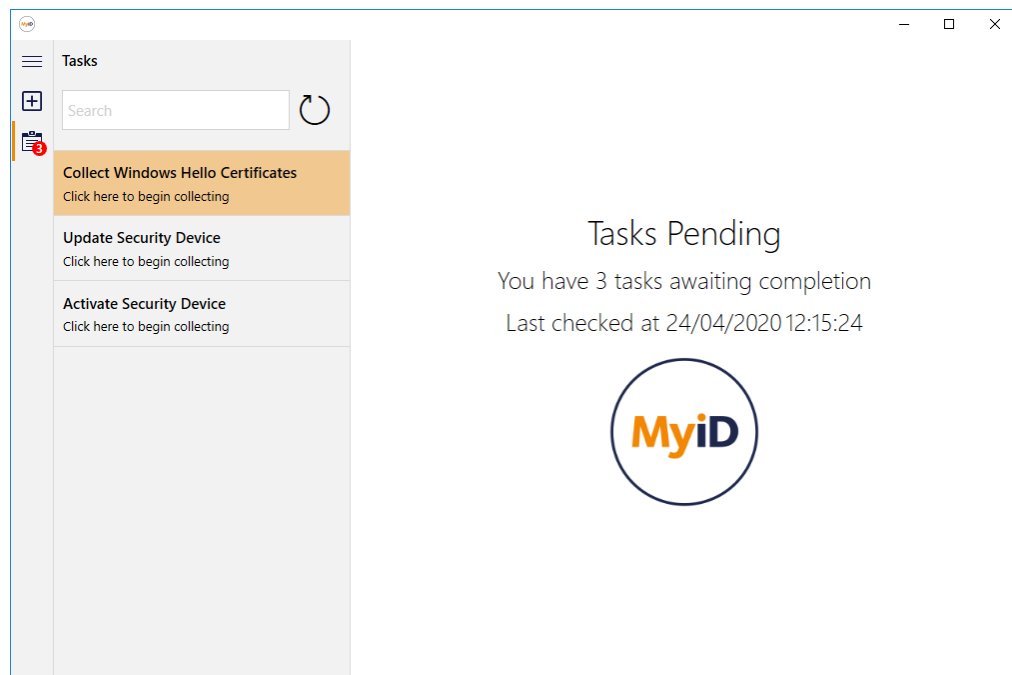 MyiD
Tasks
Search
3
Collect Windows Hello Certificates
Click here to begin collecting
Update Security Device
Click here to begin collecting
Activate Security Device
Click here to begin collecting
Tasks Pending
You have 3 tasks awaiting completion
Last checked at 24/04/2020 12:15:24
MyiD